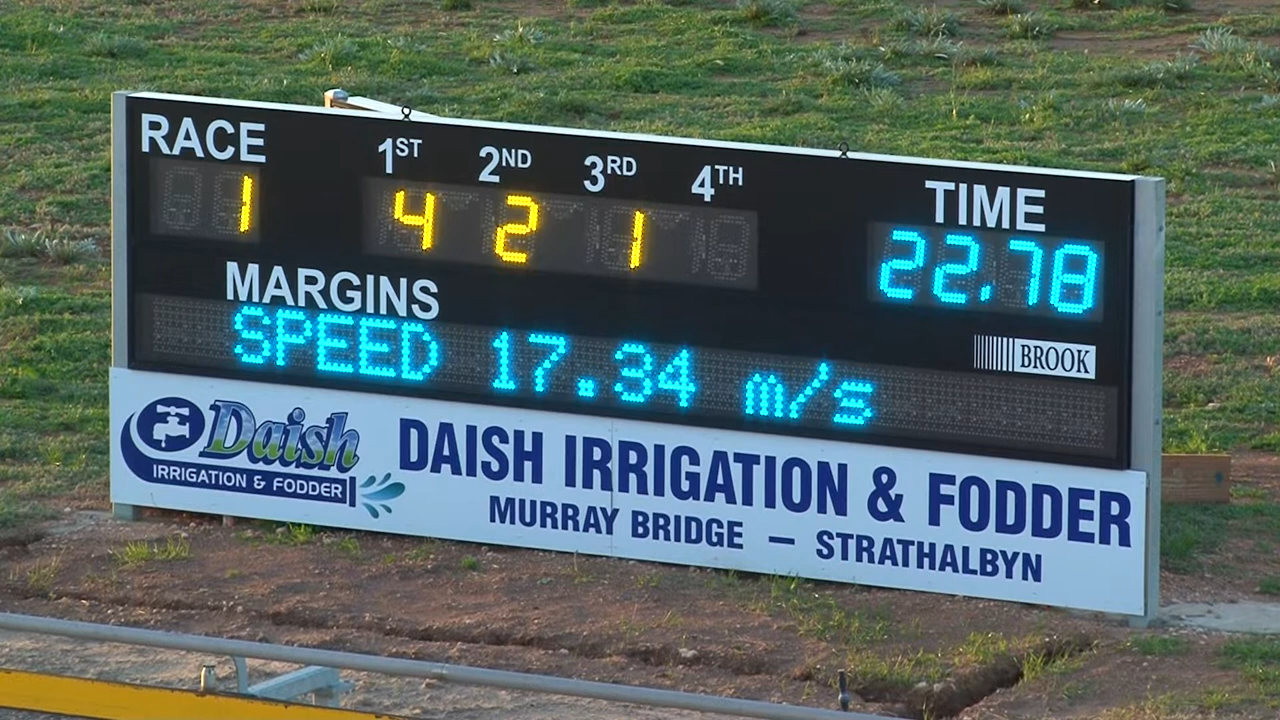 RACE 1ST 2ND 3RD 4TH TIME
1 4 2 1 22.78
MARGINS
SPEED 17.34 m/s
BROOK
Daish
IRRIGATION & FODDER
DAISH IRRIGATION & FODDER
MURRAY BRIDGE – STRATHALBYN